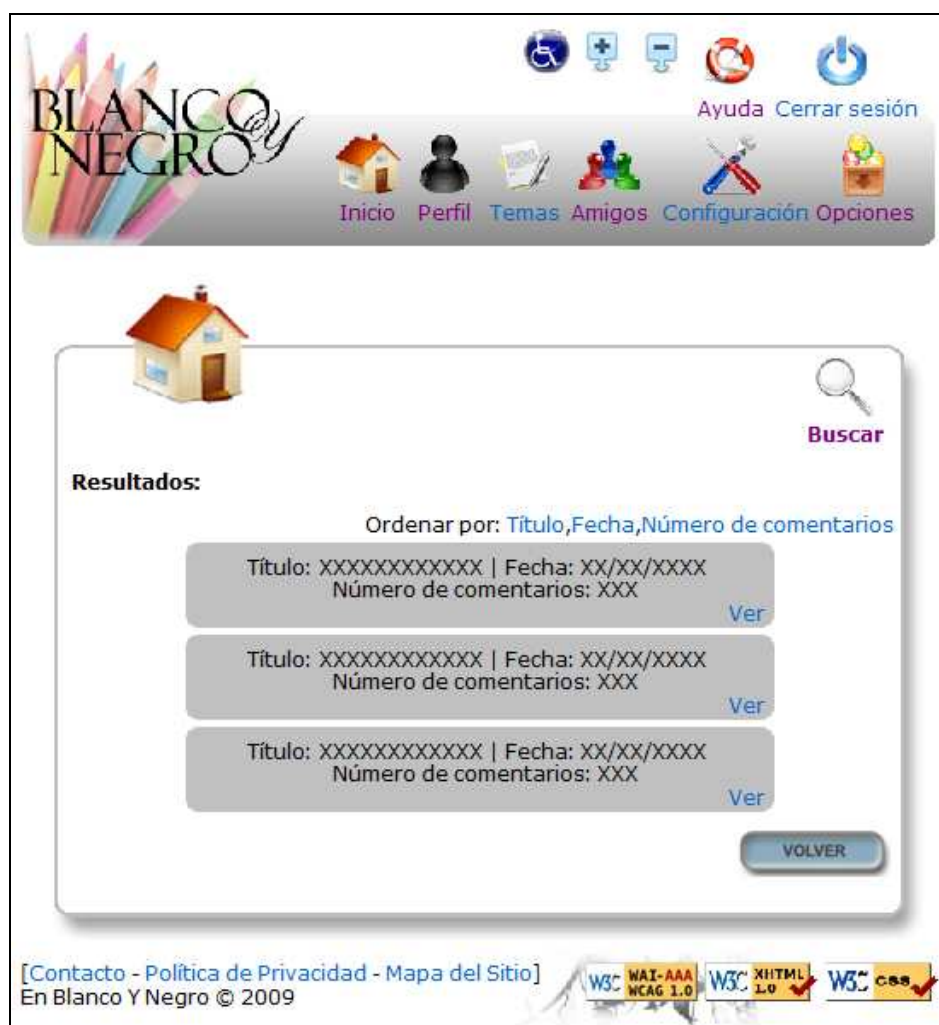 BLANCO Y
NEGRO
Ayuda Cerrar sesión
Inicio Perfil Temas Amigos Configuración Opciones
Buscar
Resultados:
Ordenar por: Título,Fecha,Número de comentarios
Título: XXXXXXXXXXXX | Fecha: XX/XX/XXXX
Número de comentarios: XXX
Ver
Título: XXXXXXXXXXXX | Fecha: XX/XX/XXXX
Número de comentarios: XXX
Ver
Título: XXXXXXXXXXXX | Fecha: XX/XX/XXXX
Número de comentarios: XXX
Ver
VOLVER
[Contacto - Política de Privacidad - Mapa del Sitio]
En Blanco Y Negro © 2009
W3C WAI-AAA WCAG 1.0
W3C XHTML 1.0
W3C css